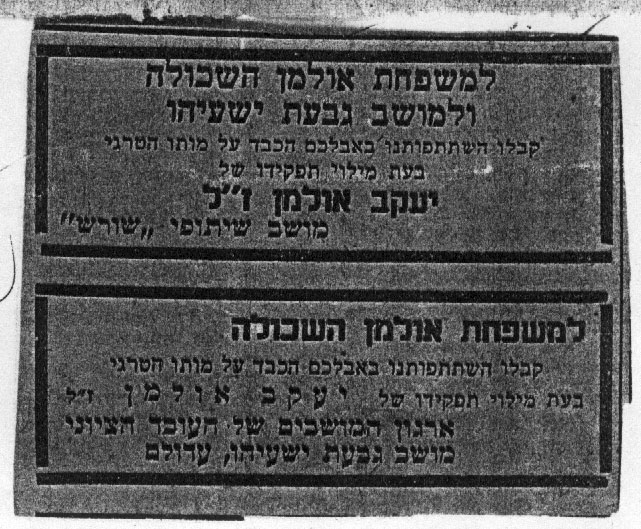 למשפחת אולמן השכולה
ולמושב גבעת ישעיהו
קבלו השתתפותנו באבלכם הכבד על מותו הטרגי
בעת מילוי תפקידו של
יעקב אולמן ז"ל
מושב שיתופי „שורש"
למשפחת אולמן השכולה
קבלו השתתפותנו באבלכם הכבד על מותו הטרגי
בעת מילוי תפקידו של יעקב אולמן ז"ל
ארגון המושבים של העובד הציוני
מושב גבעת ישעיהו, עדולם